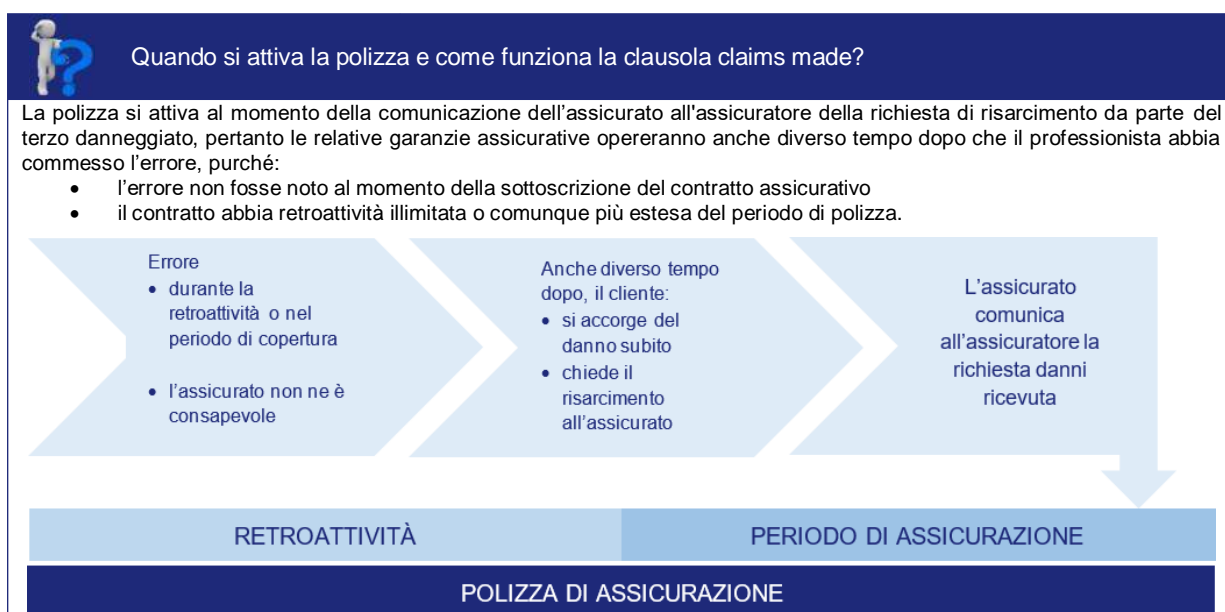 Quando si attiva la polizza e come funziona la clausola claims made?
La polizza si attiva al momento della comunicazione dell’assicurato all'assicuratore della richiesta di risarcimento da parte del
terzo danneggiato, pertanto le relative garanzie assicurative opereranno anche diverso tempo dopo che il professionista abbia
commesso l’errore, purché:
• l’errore non fosse noto al momento della sottoscrizione del contratto assicurativo
• il contratto abbia retroattività illimitata o comunque più estesa del periodo di polizza.
Errore
• durante la
retroattività o nel
periodo di copertura
• l’assicurato non ne è
consapevole
Anche diverso tempo
dopo, il cliente:
• si accorge del
danno subito
• chiede il
risarcimento
all’assicurato
L’assicurato
comunica
all’assicuratore la
richiesta danni
ricevuta
RETROATTIVITÀ
PERIODO DI ASSICURAZIONE
POLIZZA DI ASSICURAZIONE